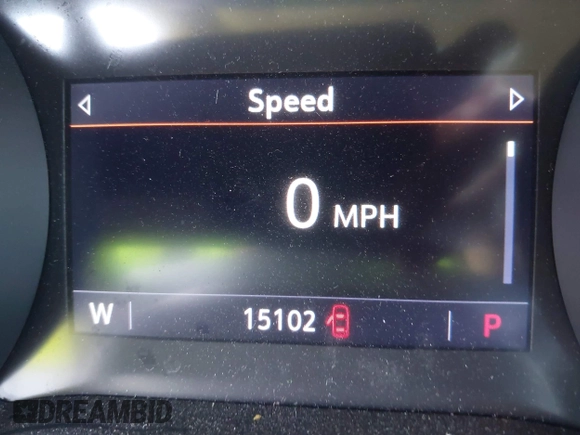 Speed
0 MPH
W 15102 P
DREAMBID